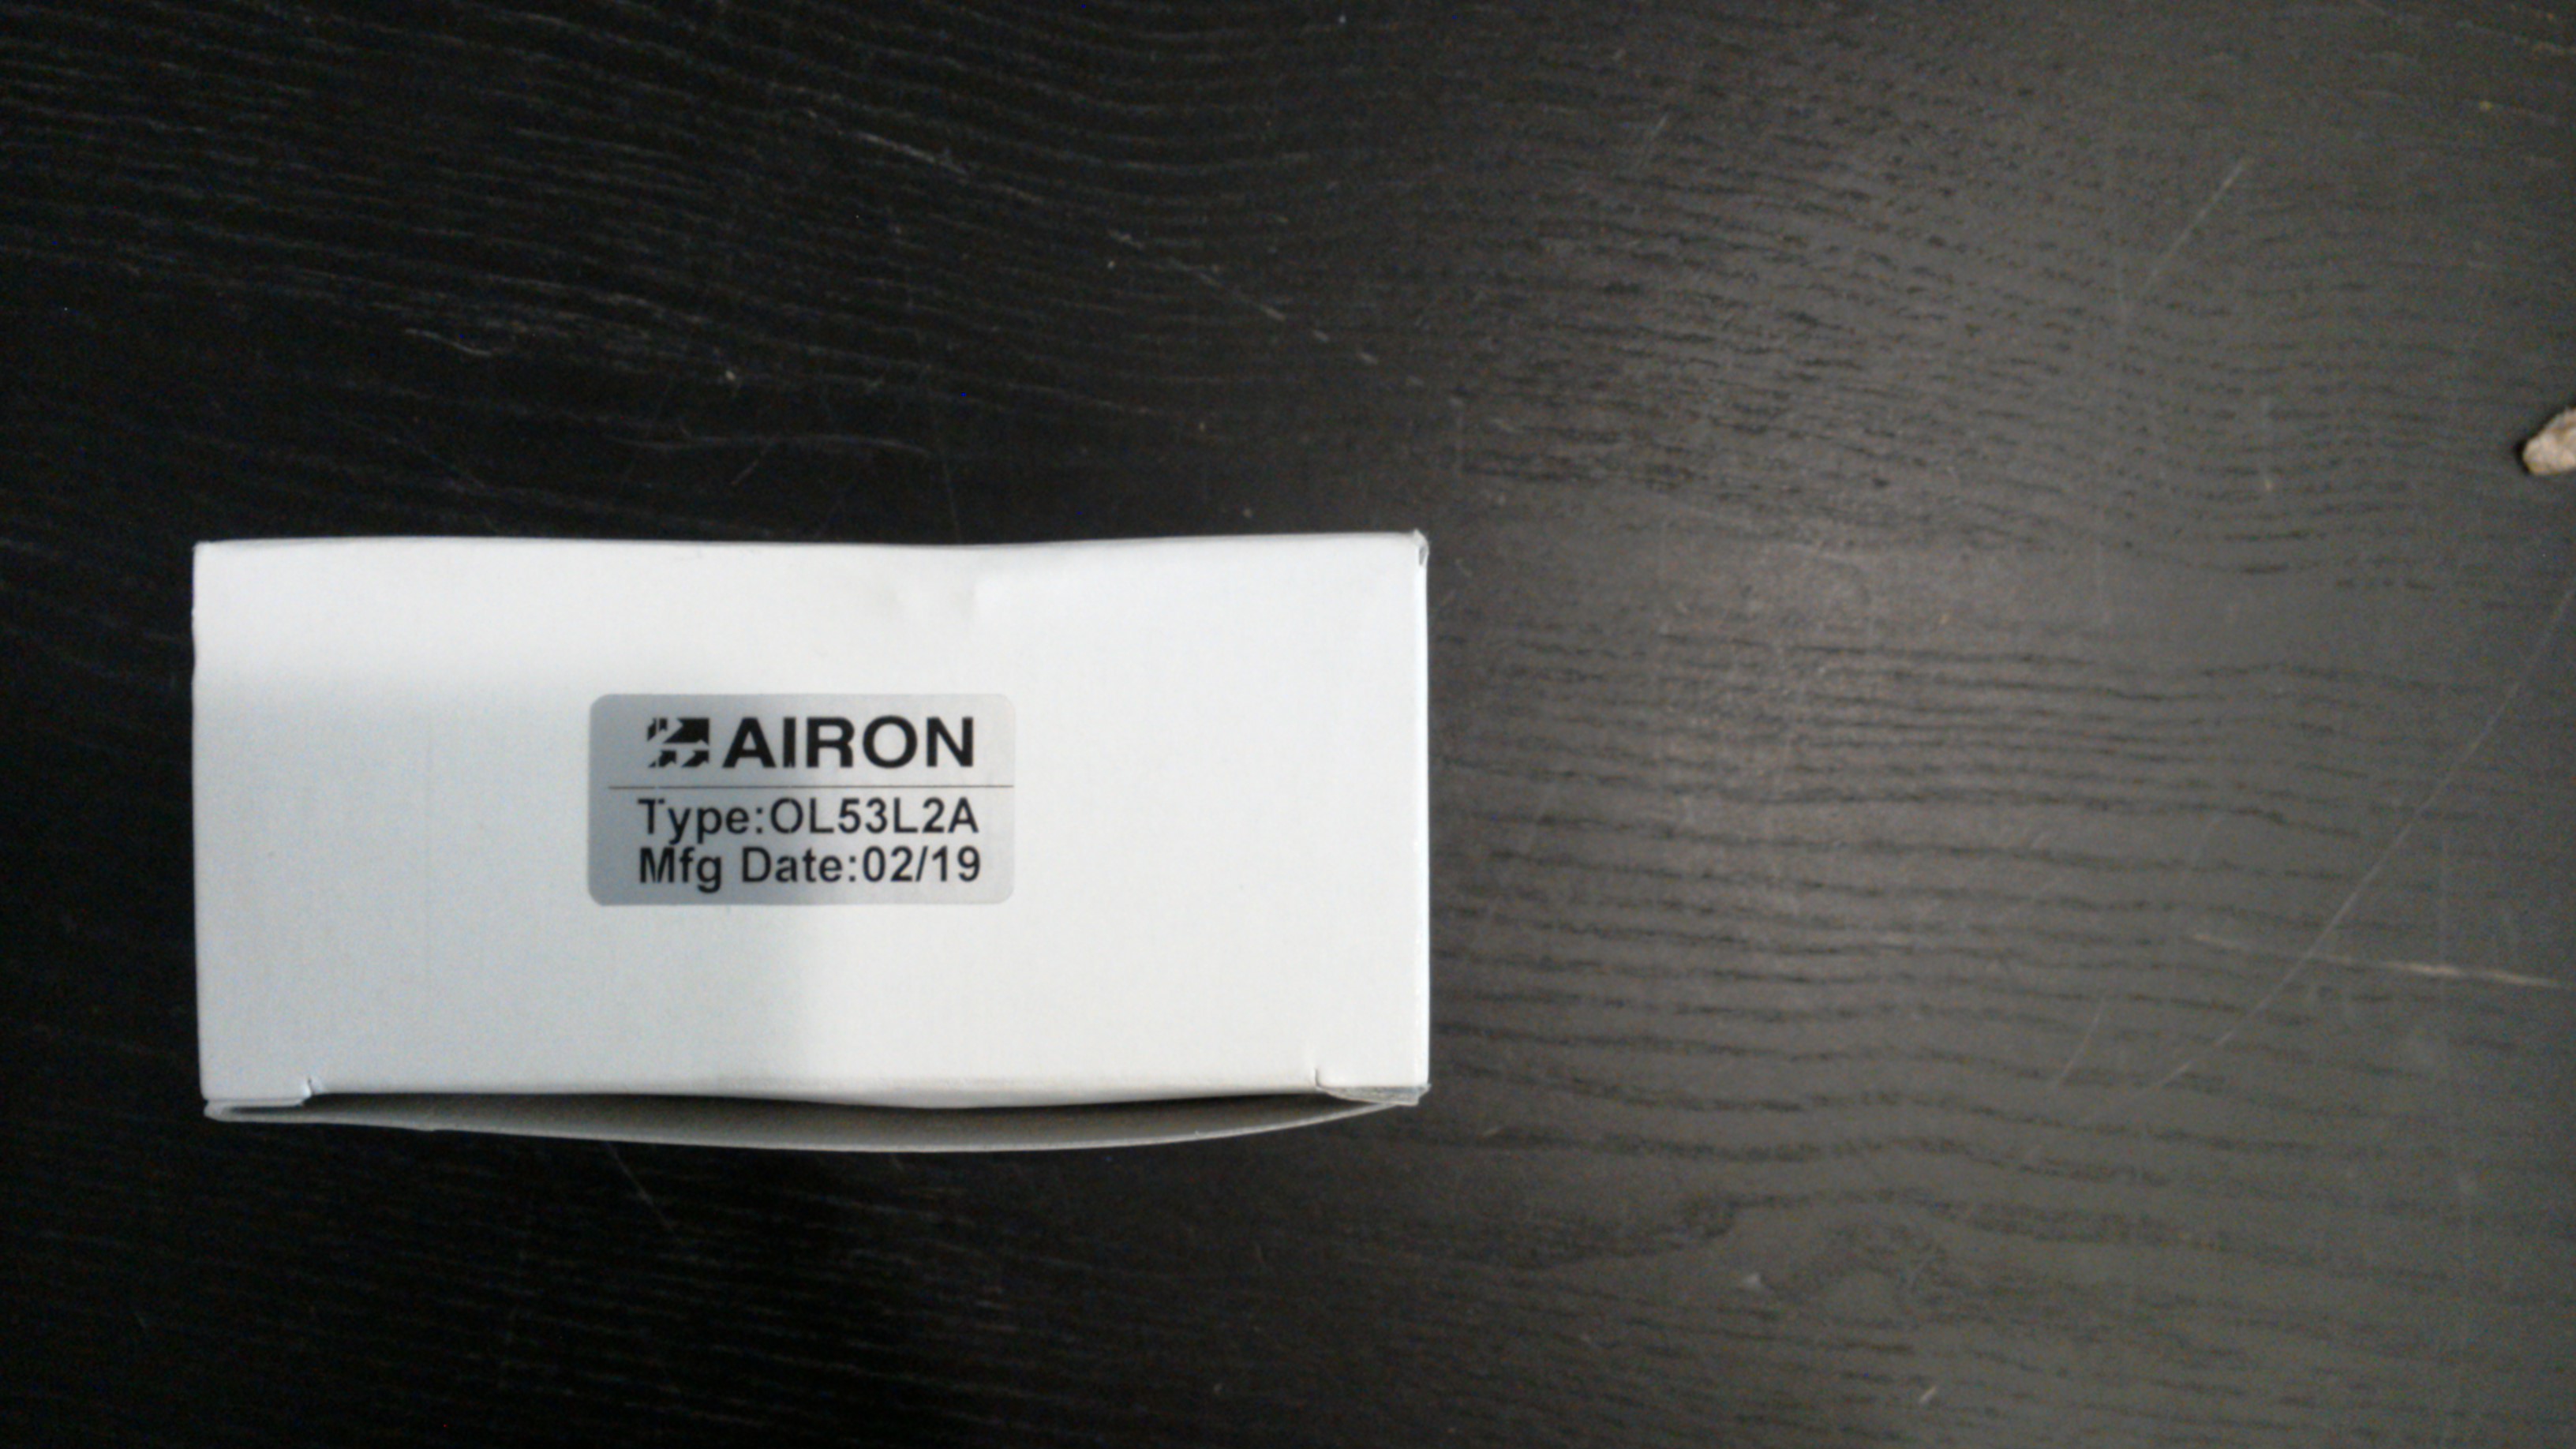 AIRON
Type:OL53L2A
Mfg Date:02/19